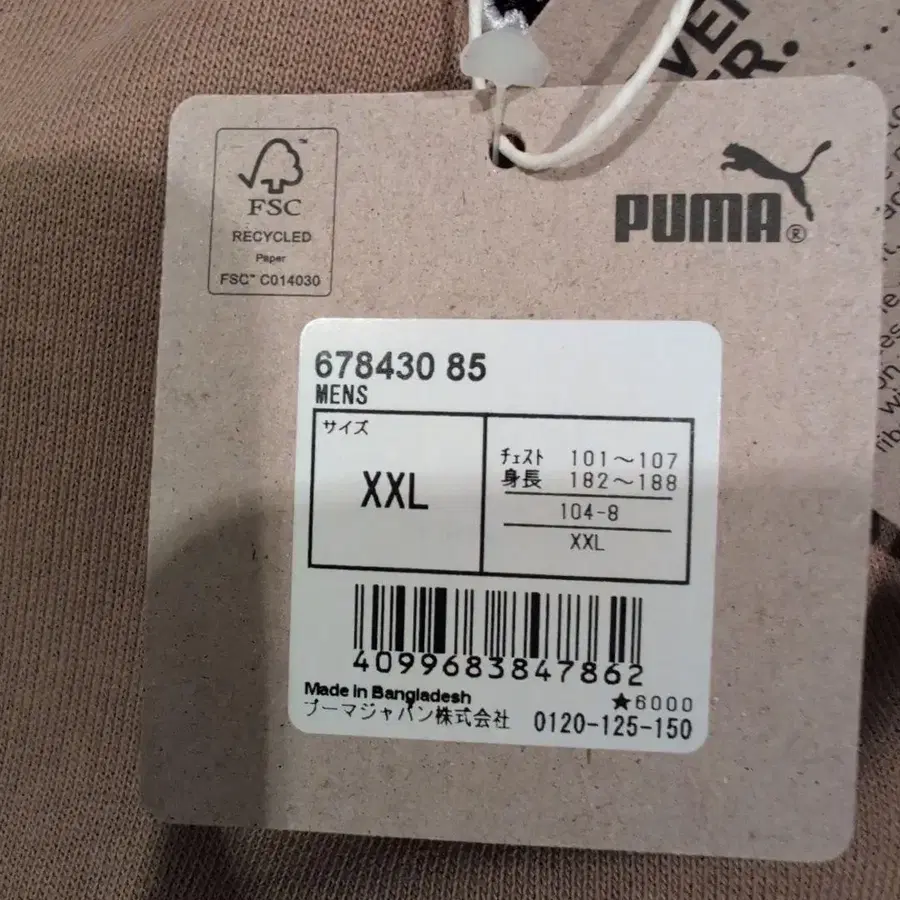 FSC
RECYCLED
Paper
FSC™ C014030
PUMA®
678430 85
MENS
サイズ
XXL
チェスト 101〜107
身長 182〜188
104-8
XXL
4099683847862
Made in Bangladesh
★6000
プーマジャパン株式会社 0120-125-150